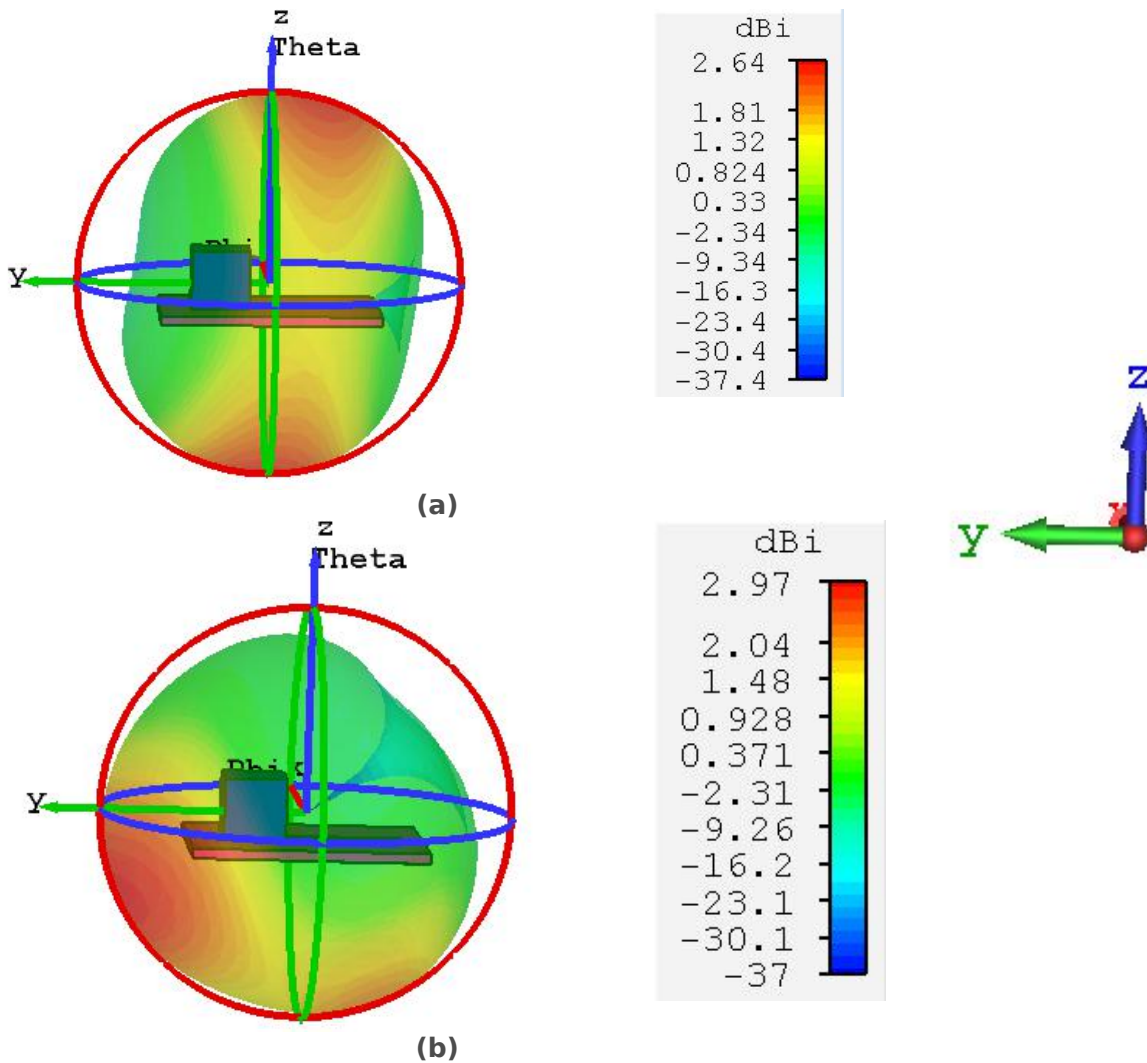 z
Theta
Phi
y
(a)
dBi
2.64
1.81
1.32
0.824
0.33
-2.34
-9.34
-16.3
-23.4
-30.4
-37.4
z
Theta
Phi x
y
(b)
dBi
2.97
2.04
1.48
0.928
0.371
-2.31
-9.26
-16.2
-23.1
-30.1
-37
z
y